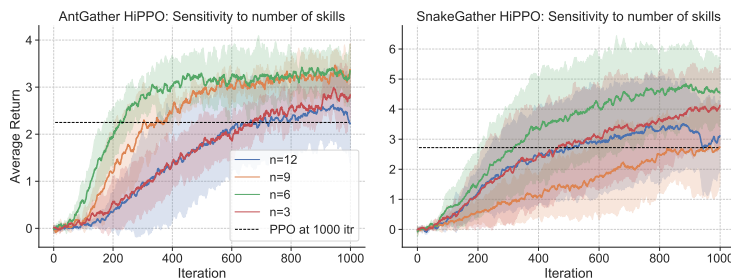 AntGather HiPPO: Sensitivity to number of skills
4
3
2
1
0
Average Return
0 200 400 600 800 1000
Iteration
n=12
n=9
n=6
n=3
PPO at 1000 itr
SnakeGather HiPPO: Sensitivity to number of skills
6
5
4
3
2
1
0
0 200 400 600 800 1000
Iteration